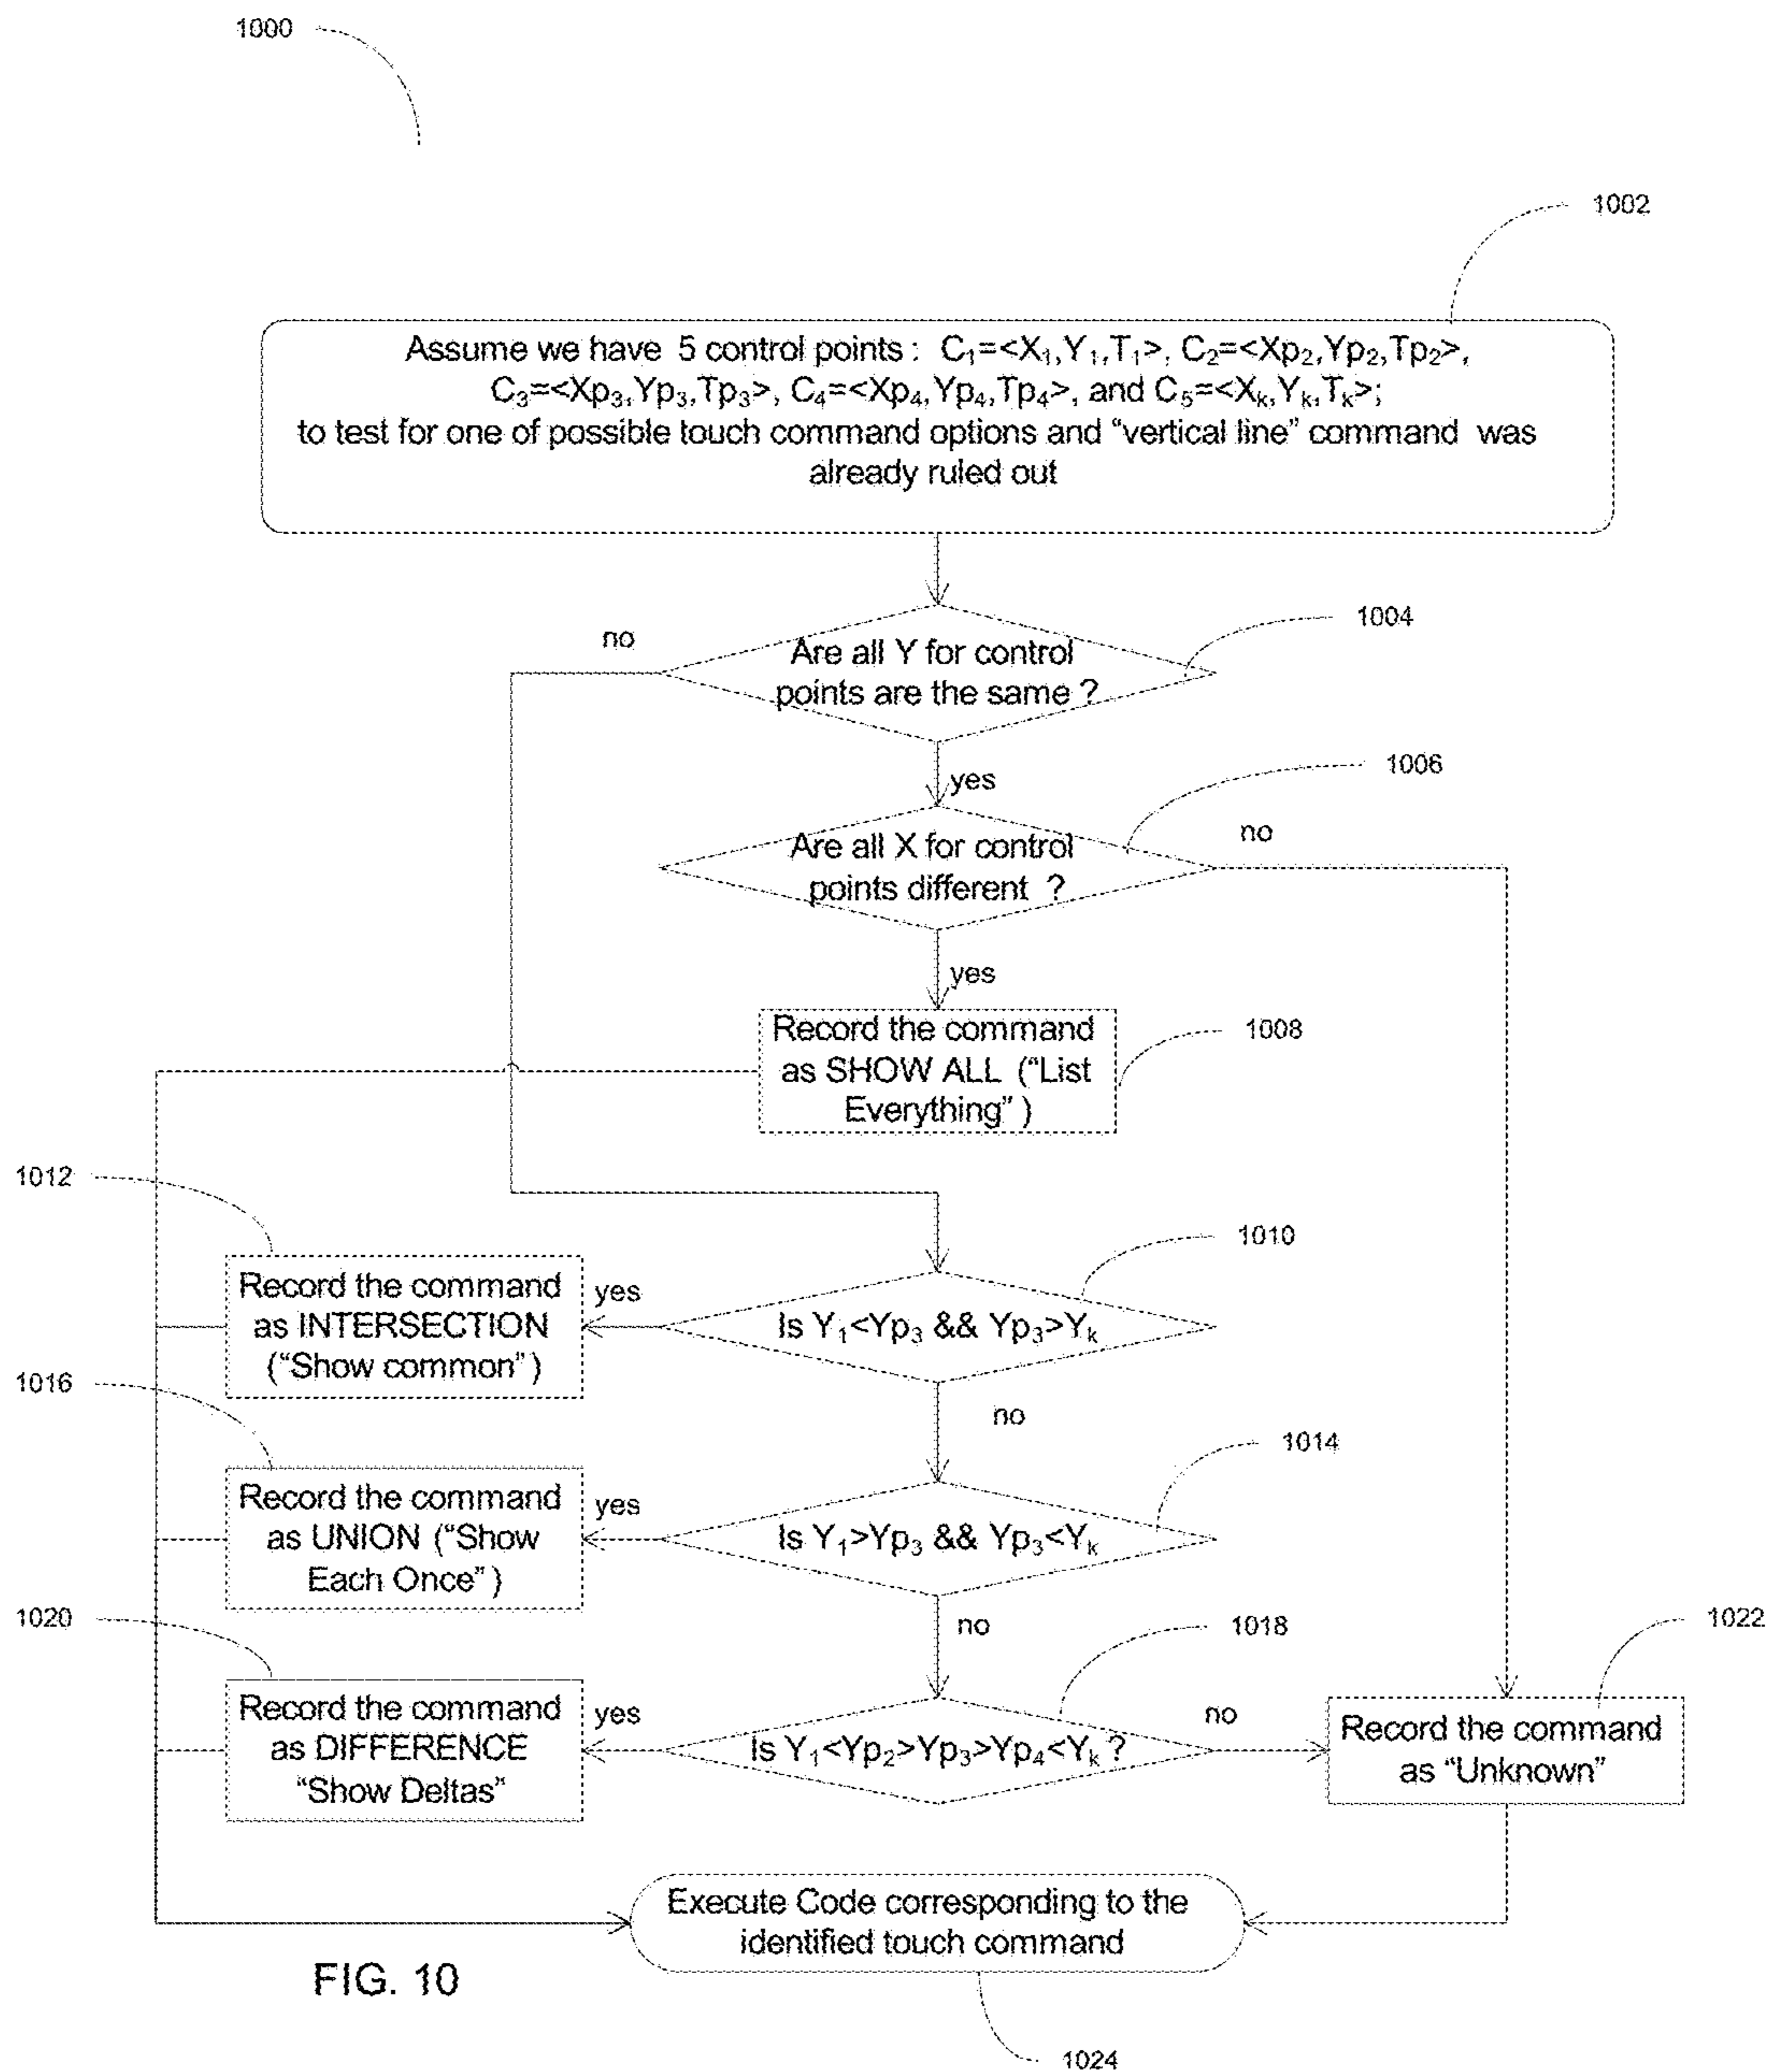 1000
1002
Assume we have 5 control points : C₁=<X₁,Y₁,T₁>, C₂=<Xp₂,Yp₂,Tp₂>,
C₃=<Xp₃,Yp₃,Tp₃>, C₄=<Xp₄,Yp₄,Tp₄>, and C₅=<Xₖ,Yₖ,Tₖ>;
to test for one of possible touch command options and “vertical line” command was
already ruled out
1004
no
Are all Y for control
points are the same ?
yes
1006
Are all X for control
points different ?
no
yes
Record the command
as SHOW ALL (“List
Everything” )
1008
1012
1010
Record the command
as INTERSECTION
(“Show common” )
yes
Is Y₁<Yp₃ && Yp₃>Yₖ
no
1016
1014
Record the command
as UNION (“Show
Each Once” )
yes
Is Y₁>Yp₃ && Yp₃<Yₖ
no
1020
1018
1022
Record the command
as DIFFERENCE
“Show Deltas”
yes
Is Y₁<Yp₂>Yp₃>Yp₄<Yₖ ?
no
Record the command
as “Unknown”
Execute Code corresponding to the
identified touch command
FIG. 10
1024